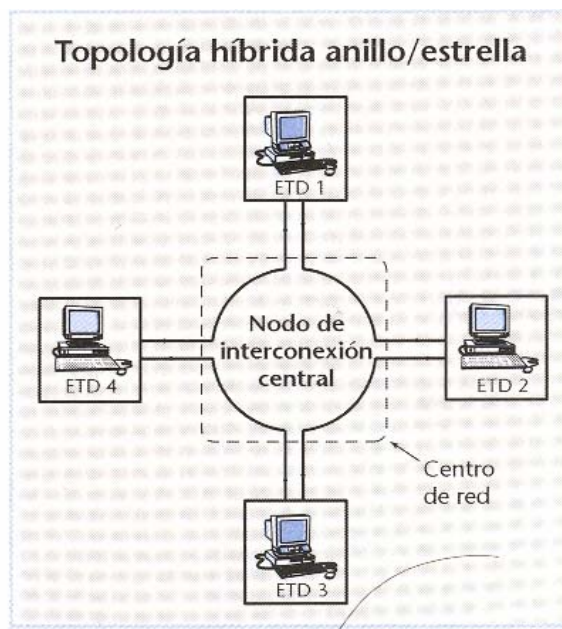 Topología híbrida anillo/estrella
ETD 1
Nodo de
interconexión
central
ETD 4
ETD 2
Centro
de red
ETD 3